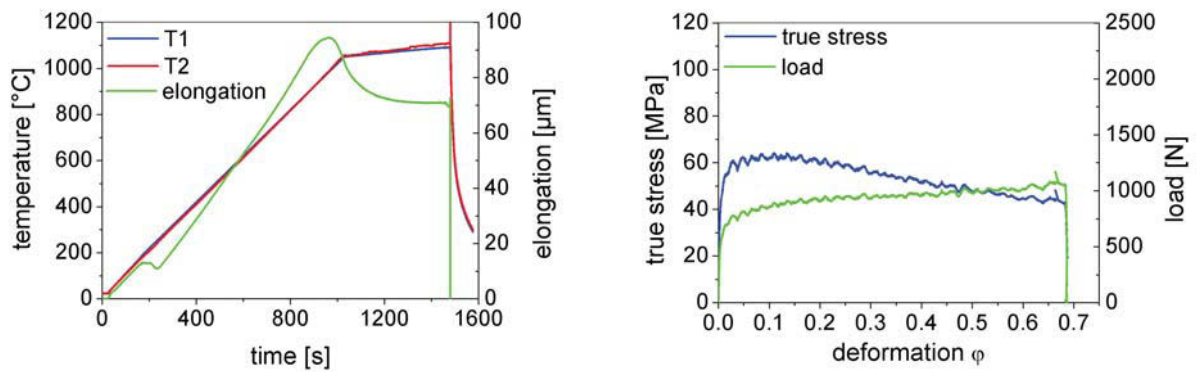 1200
1000
800
600
400
200
0
temperature [°C]
T1
T2
elongation
100
80
60
40
20
0
elongation [µm]
0 400 800 1200 1600
time [s]
120
100
80
60
40
20
0
true stress [MPa]
true stress
load
2500
2000
1500
1000
500
0
load [N]
0.0 0.1 0.2 0.3 0.4 0.5 0.6 0.7
deformation φ